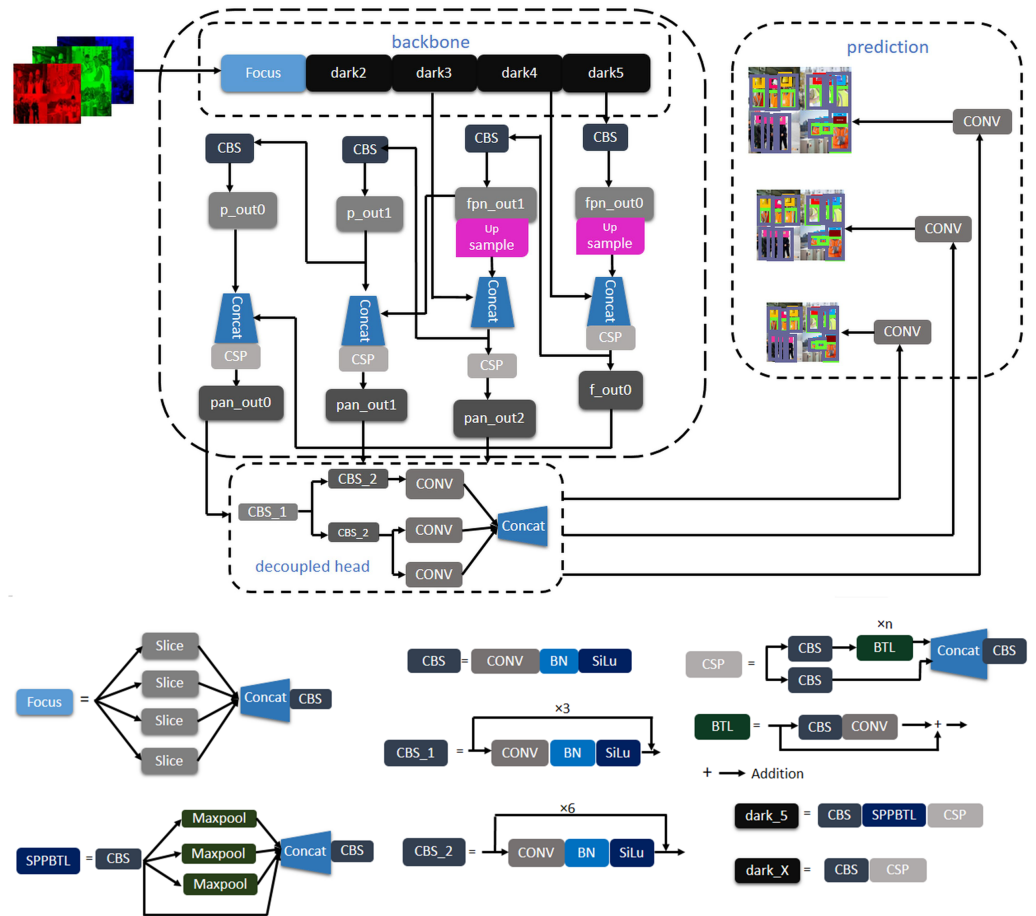 backbone
prediction
Focus dark2 dark3 dark4 dark5
CBS CBS CBS CBS
CONV
p_out0 p_out1 fpn_out1 fpn_out0
Up Up
sample sample
CONV
Concat Concat Concat Concat
CSP CSP CSP CSP
CONV
pan_out0 pan_out1 pan_out2 f_out0
CBS_2 CONV
CBS_1 CBS_2 CONV Concat
decoupled head CONV
Slice
Slice
Focus = Concat CBS
Slice
Slice
CBS = CONV BN SiLu
×n
CSP = CBS BTL Concat CBS
CBS
×3
CBS_1 = CONV BN SiLu
BTL = CBS CONV +
+ Addition
Maxpool
SPPBTL = CBS Maxpool Concat CBS
Maxpool
×6
CBS_2 = CONV BN SiLu
dark_5 = CBS SPPBTL CSP
dark_X = CBS CSP